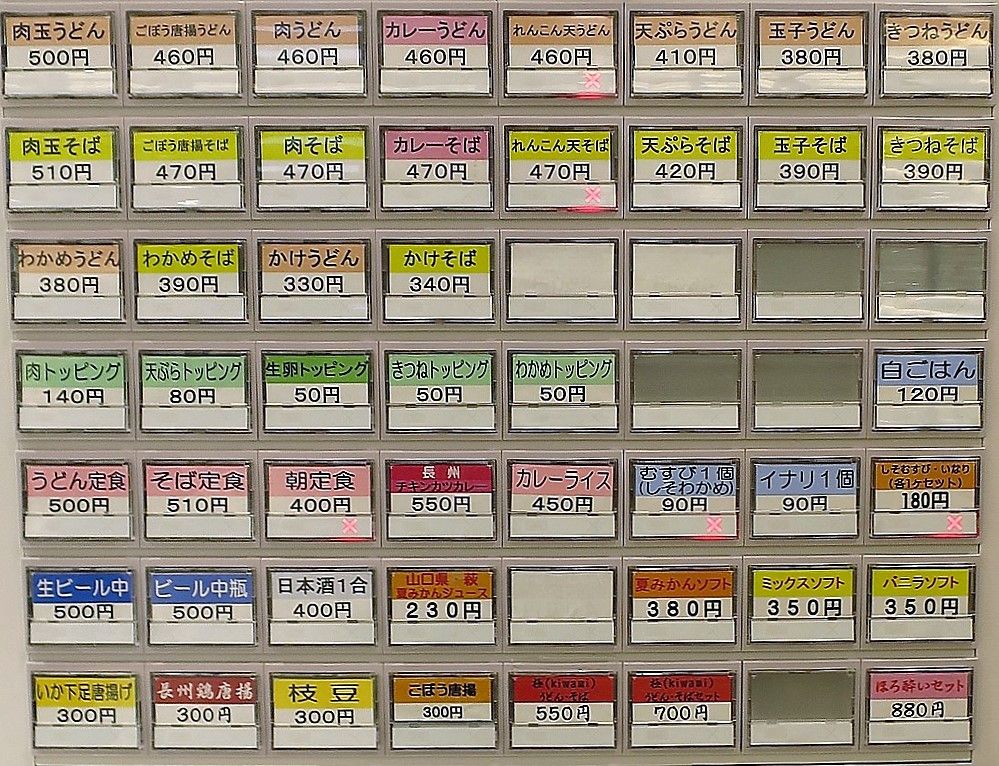 肉玉うどん
500円
ごぼう唐揚うどん
460円
肉うどん
460円
カレーうどん
460円
れんこん天うどん
460円
天ぷらうどん
410円
玉子うどん
380円
きつねうどん
380円
肉玉そば
510円
ごぼう唐揚そば
470円
肉そば
470円
カレーそば
470円
れんこん天そば
470円
天ぷらそば
420円
玉子そば
390円
きつねそば
390円
わかめうどん
380円
わかめそば
390円
かけうどん
330円
かけそば
340円
肉トッピング
140円
天ぷらトッピング
80円
生卵トッピング
50円
きつねトッピング
50円
わかめトッピング
50円
白ごはん
120円
うどん定食
500円
そば定食
510円
朝定食
400円
長州
チキンカツカレー
550円
カレーライス
450円
むすび1個
(しそわかめ)
90円
イナリ1個
90円
しそむすび・いなり
(各1ヶセット)
180円
生ビール中
500円
ビール中瓶
500円
日本酒1合
400円
山口県 萩
夏みかんジュース
230円
夏みかんソフト
380円
ミックスソフト
350円
バニラソフト
350円
いか下足唐揚げ
300円
長州鶏唐揚
300円
枝豆
300円
ごぼう唐揚
300円
極(kiwami)
うどん・そば
550円
極(kiwami)
うどん・そばセット
700円
ほろ酔いセット
880円